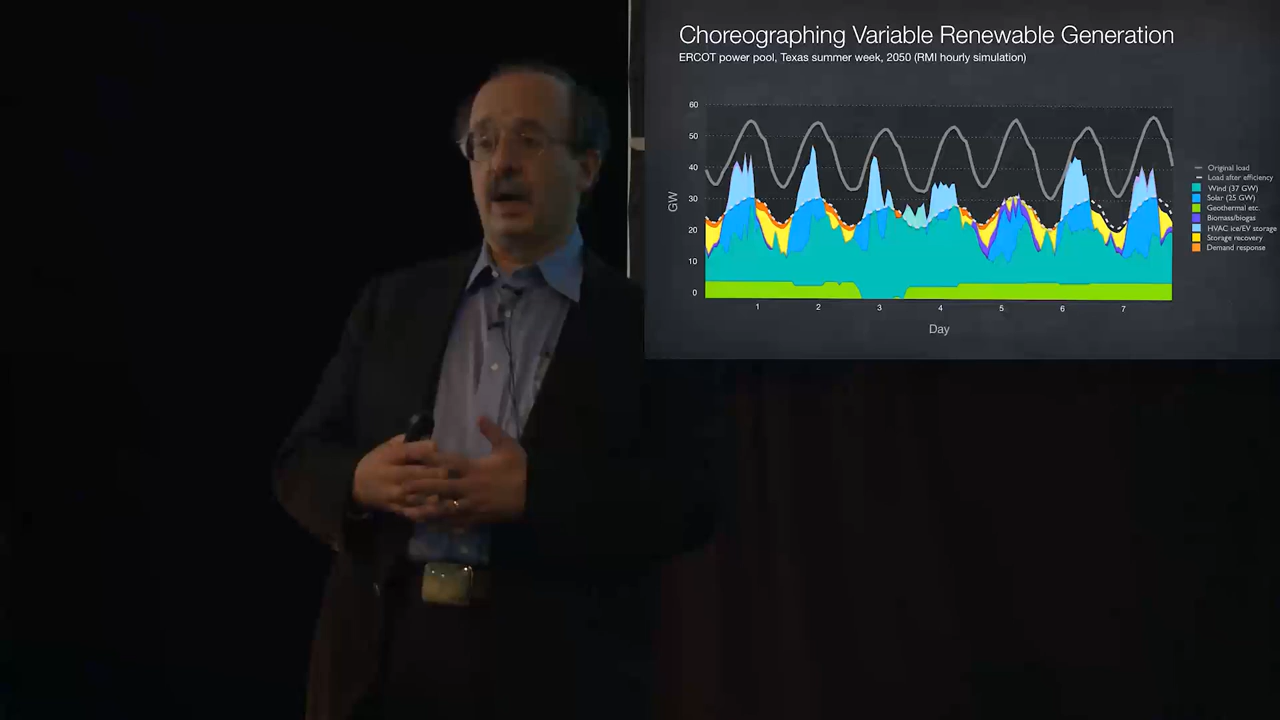 Choreographing Variable Renewable Generation
ERCOT power pool, Texas summer week, 2050 (RMI hourly simulation)
60
50
40
30
20
10
0
GW
1 2 3 4 5 6 7
Day
Original load
Load after efficiency
Wind (37 GW)
Solar (25 GW)
Geothermal etc.
Biomass/biogas
HVAC ice/EV storage
Storage recovery
Demand response